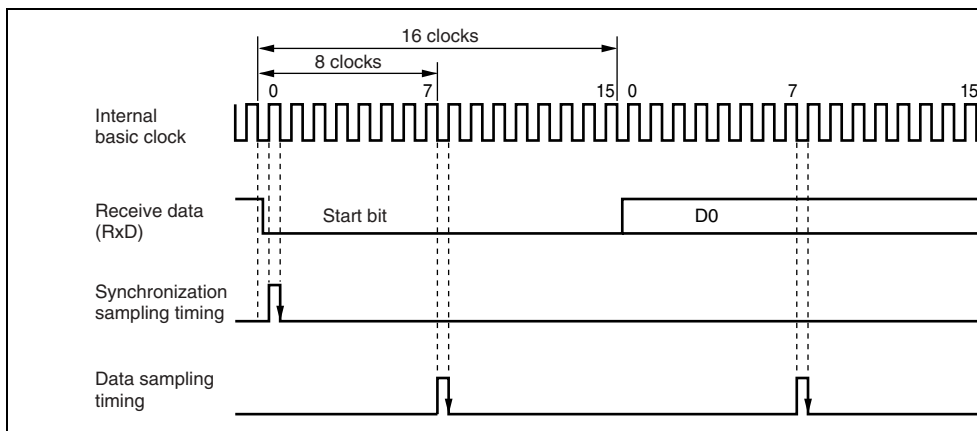 16 clocks
8 clocks
0 7 15 0 7 15
Internal
basic clock
Receive data
(RxD)
Start bit D0
Synchronization
sampling timing
Data sampling
timing